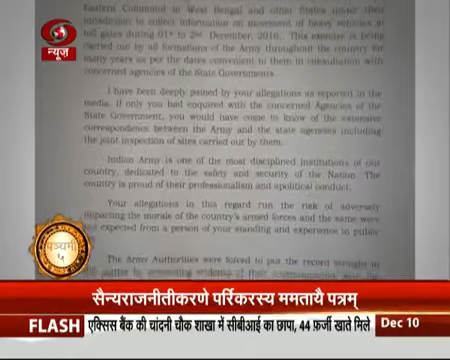 Eastern Command in West Bengal and other States under their
jurisdiction to collect information on movement of heavy vehicles at
toll gates during 01st to 2nd December, 2016. This exercise is being
carried out by all formations of the Army throughout the country for
many years as per the dates convenient to them in consultation with
concerned agencies of the State Governments.
I have been deeply pained by your allegations as reported in the
media. If only you had enquired with the concerned Agencies of the
State Government, you would have come to know of the extensive
correspondence between the Army and the state agencies including
the joint inspection of sites carried out by them.
Indian Army is one of the most disciplined institutions of our
country, dedicated to the safety and security of the Nation. The
country is proud of their professionalism and apolitical conduct.
Your allegations in this regard run the risk of adversely
impacting the morale of the country's armed forces and the same were
not expected from a person of your standing and experience in public
The Army Authorities were forced to put the record straight in
न्यूज़
पञ्चमी
५
सैन्यराजनीतीकरणे पर्रिकरस्य ममतायै पत्रम्
FLASH एक्सिस बैंक की चांदनी चौक शाखा में सीबीआई का छापा, 44 फ़र्जी खाते मिले Dec 10